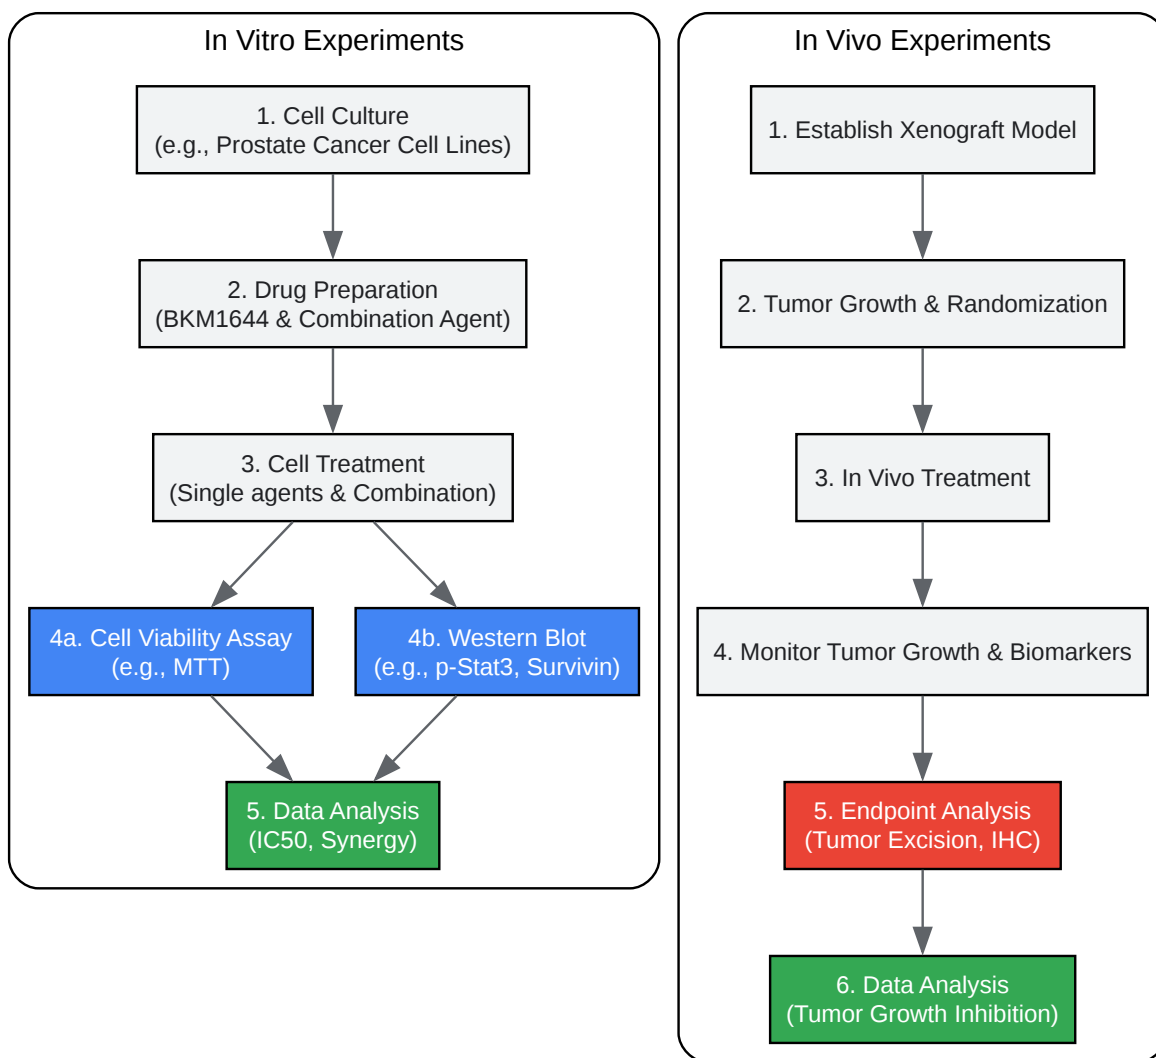 In Vitro Experiments
1. Cell Culture
(e.g., Prostate Cancer Cell Lines)
2. Drug Preparation
(BKM1644 & Combination Agent)
3. Cell Treatment
(Single agents & Combination)
4a. Cell Viability Assay
(e.g., MTT)
4b. Western Blot
(e.g., p-Stat3, Survivin)
5. Data Analysis
(IC50, Synergy)
In Vivo Experiments
1. Establish Xenograft Model
2. Tumor Growth & Randomization
3. In Vivo Treatment
4. Monitor Tumor Growth & Biomarkers
5. Endpoint Analysis
(Tumor Excision, IHC)
6. Data Analysis
(Tumor Growth Inhibition)